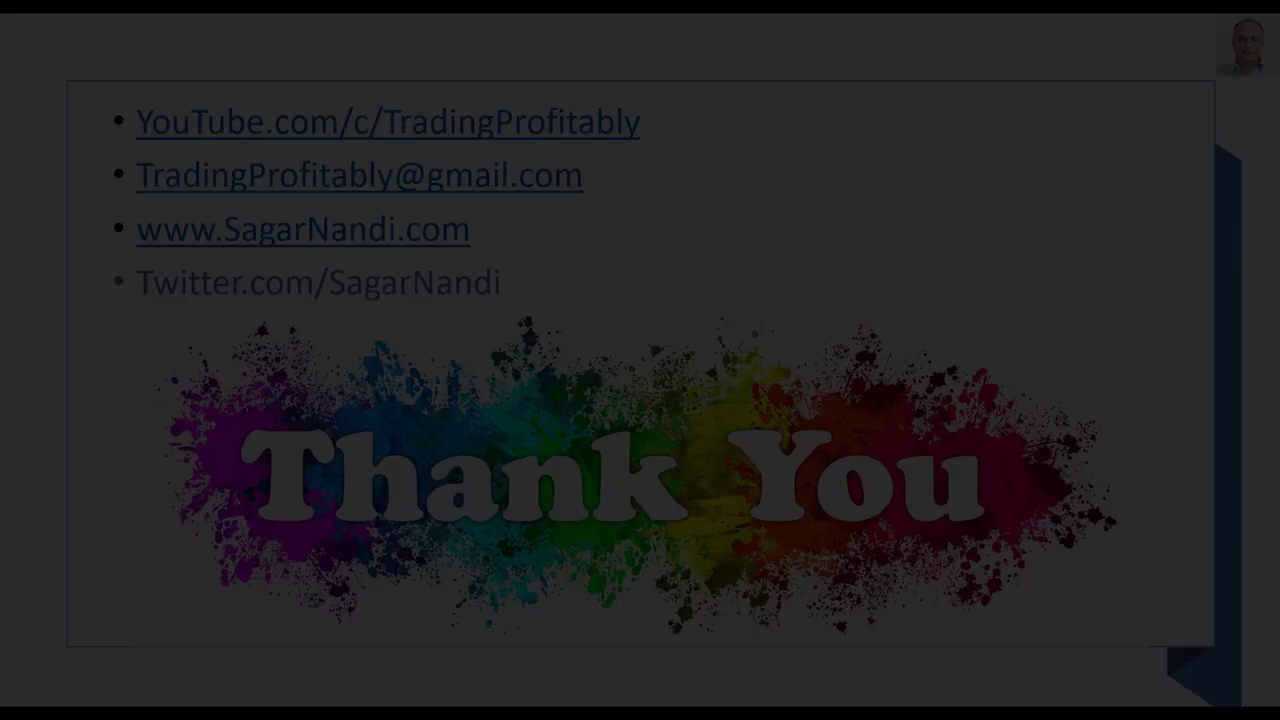 • YouTube.com/c/TradingProfitably
• TradingProfitably@gmail.com
• www.SagarNandi.com
• Twitter.com/SagarNandi
Thank You